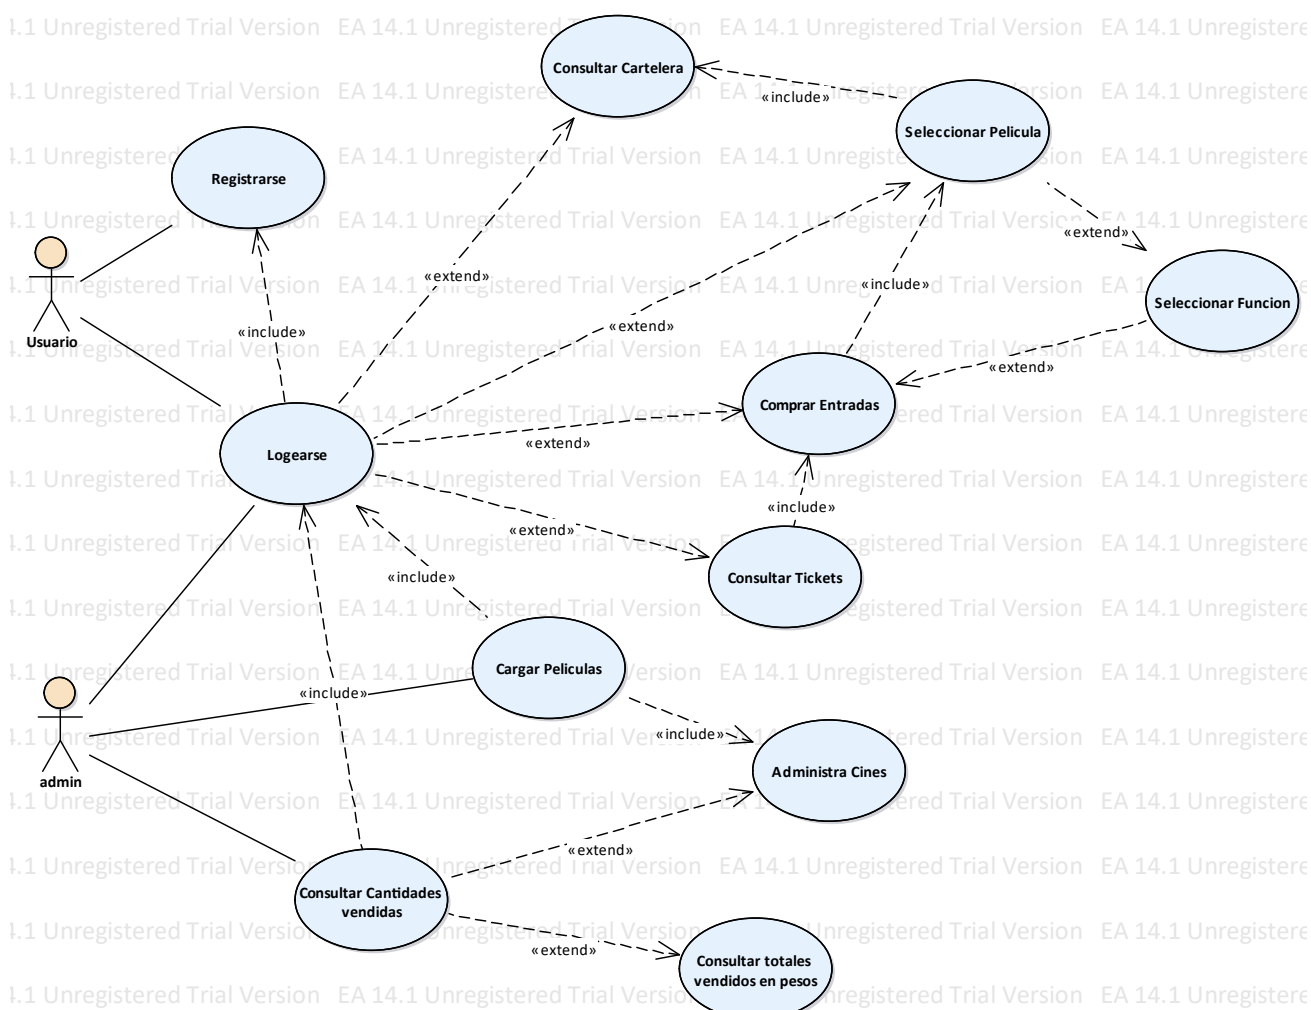 EA 14.1 Unregistered Trial Version
Consultar Cartelera
«include»
Seleccionar Pelicula
Registrarse
«extend»
Usuario
«include»
«extend»
«extend»
«include»
Seleccionar Funcion
«extend»
Comprar Entradas
Logearse
«extend»
«include»
«extend»
Consultar Tickets
«include»
Cargar Peliculas
«include»
«include»
admin
Administra Cines
«extend»
Consultar Cantidades
vendidas
«extend»
Consultar totales
vendidos en pesos